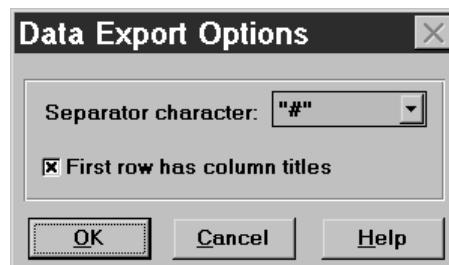 Data Export Options
Separator character: "#"
First row has column titles
OK Cancel Help